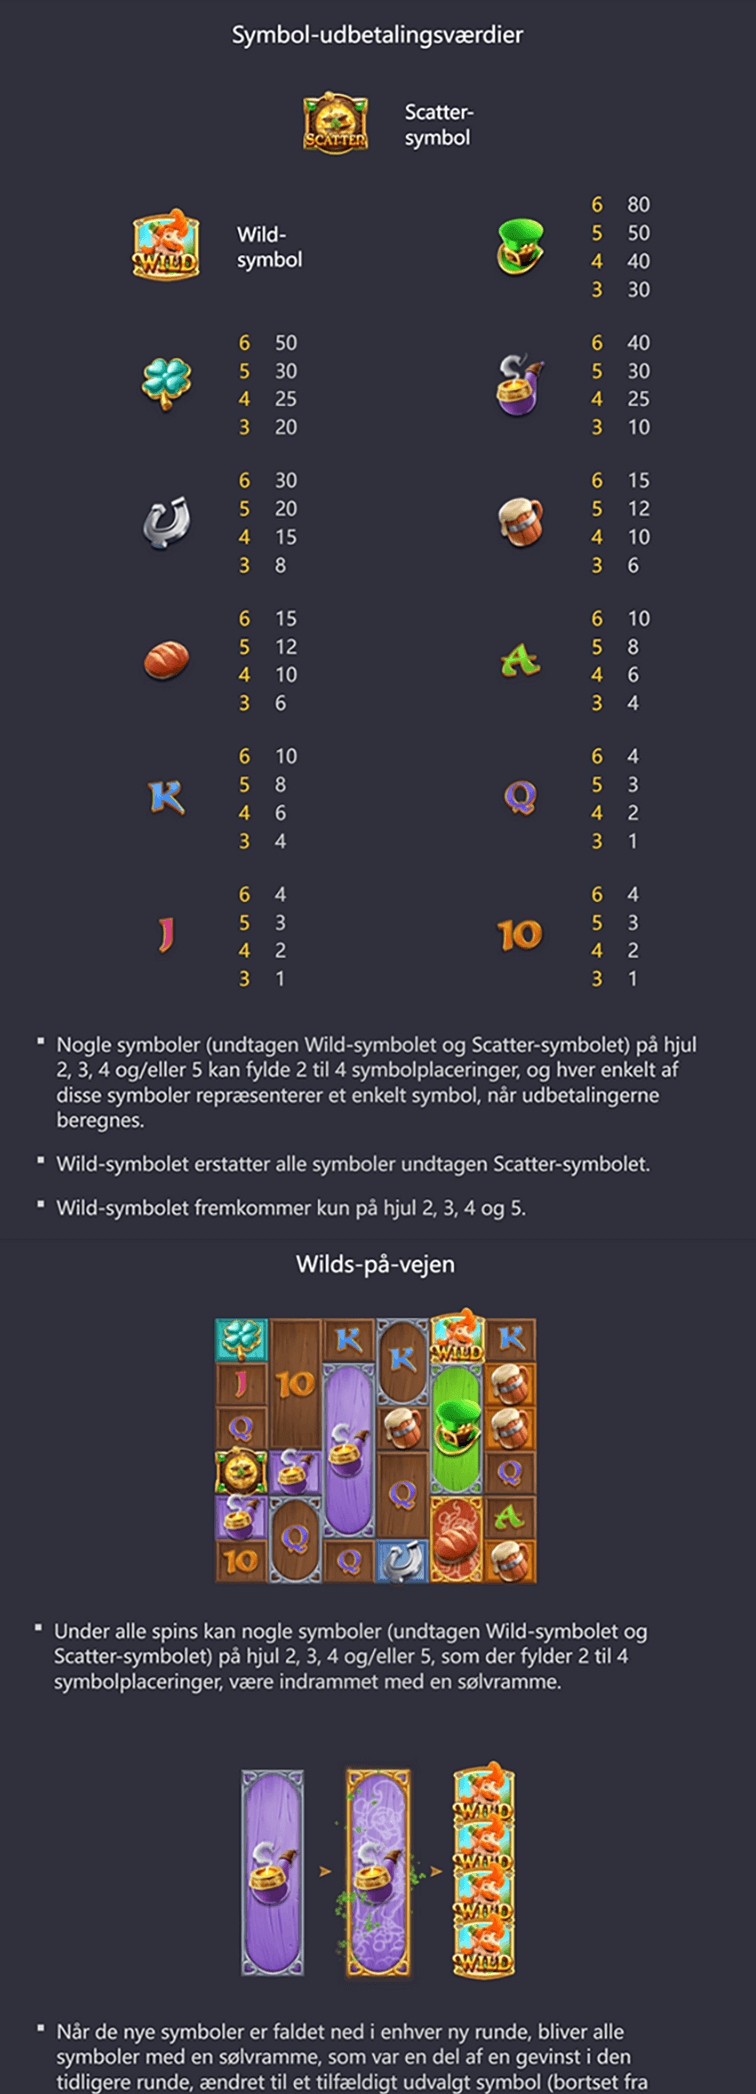 Symbol-udbetalingsværdier
SCATTER
Scatter-
symbol
WILD
Wild-
symbol
6 80
5 50
4 40
3 30
6 50
5 30
4 25
3 20
6 40
5 30
4 25
3 10
6 30
5 20
4 15
3 8
6 15
5 12
4 10
3 6
6 15
5 12
4 10
3 6
A
6 10
5 8
6 6
3 4
K
6 10
5 8
4 6
3 4
Q
6 4
5 3
4 2
3 1
J
6 4
5 3
4 2
3 1
10
6 4
5 3
4 2
3 1
▪ Nogle symboler (undtagen Wild-symbolet og Scatter-symbolet) på hjul
2, 3, 4 og/eller 5 kan fylde 2 til 4 symbolplaceringer, og hver enkelt af
disse symboler repræsenterer et enkelt symbol, når udbetalingerne
beregnes.
▪ Wild-symbolet erstatter alle symboler undtagen Scatter-symbolet.
▪ Wild-symbolet fremkommer kun på hjul 2, 3, 4 og 5.
Wilds-på-vejen
K K WILD K
J 10
Q
Q Q
A
10 Q Q
▪ Under alle spins kan nogle symboler (undtagen Wild-symbolet og
Scatter-symbolet) på hjul 2, 3, 4 og/eller 5, som der fylder 2 til 4
symbolplaceringer, være indrammet med en sølvramme.
WILD
WILD
WILD
WILD
▪ Når de nye symboler er faldet ned i enhver ny runde, bliver alle
symboler med en sølvramme, som var en del af en gevinst i den
tidligere runde, ændret til et tilfældigt udvalgt symbol (bortset fra